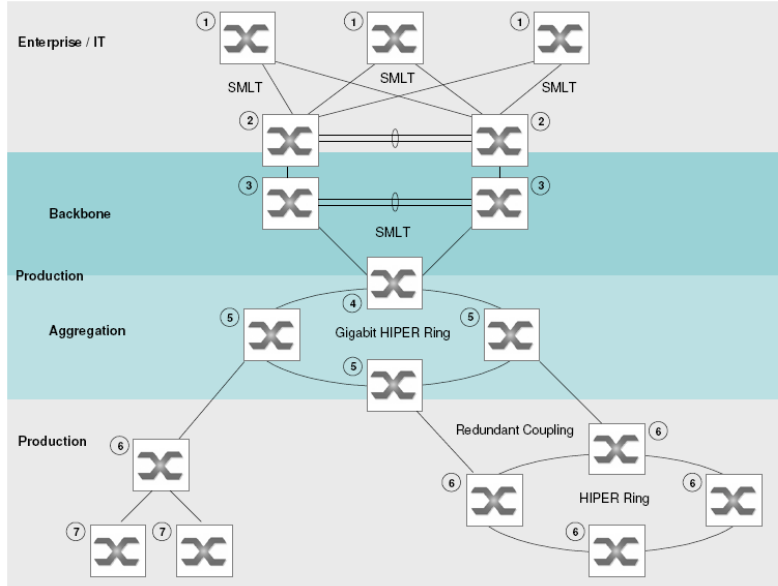 1
1
1
Enterprise / IT
SMLT
SMLT
SMLT
2
2
3
3
Backbone
SMLT
Production
4
5
5
Aggregation
Gigabit HIPER Ring
5
Redundant Coupling
Production
6
6
6
6
HIPER Ring
7
7
6